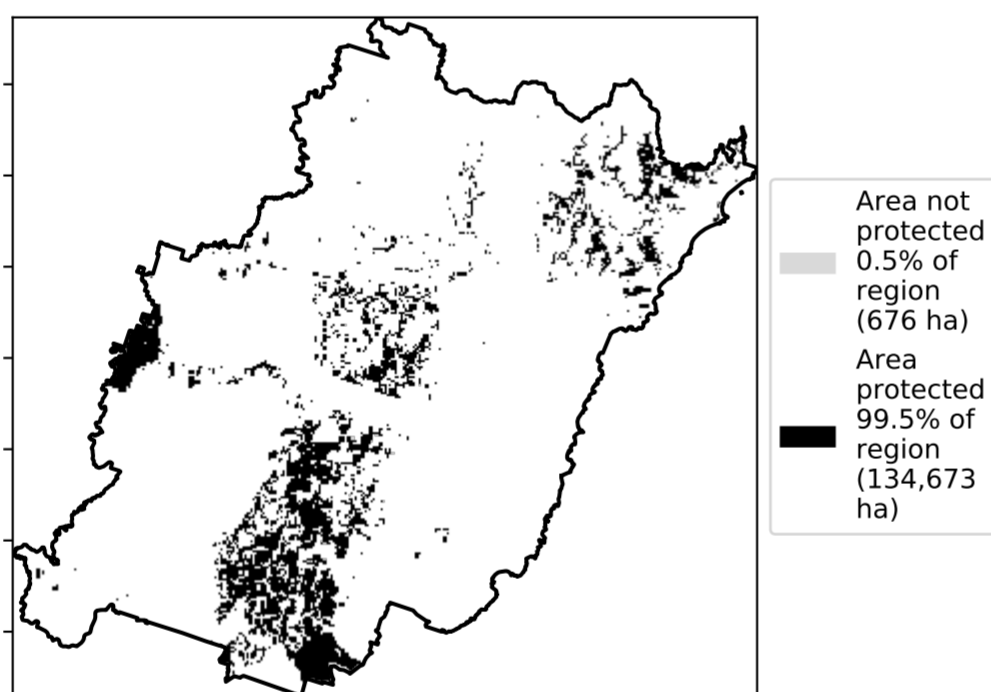 Area not
protected
0.5% of
region
(676 ha)
Area
protected
99.5% of
region
(134,673
ha)